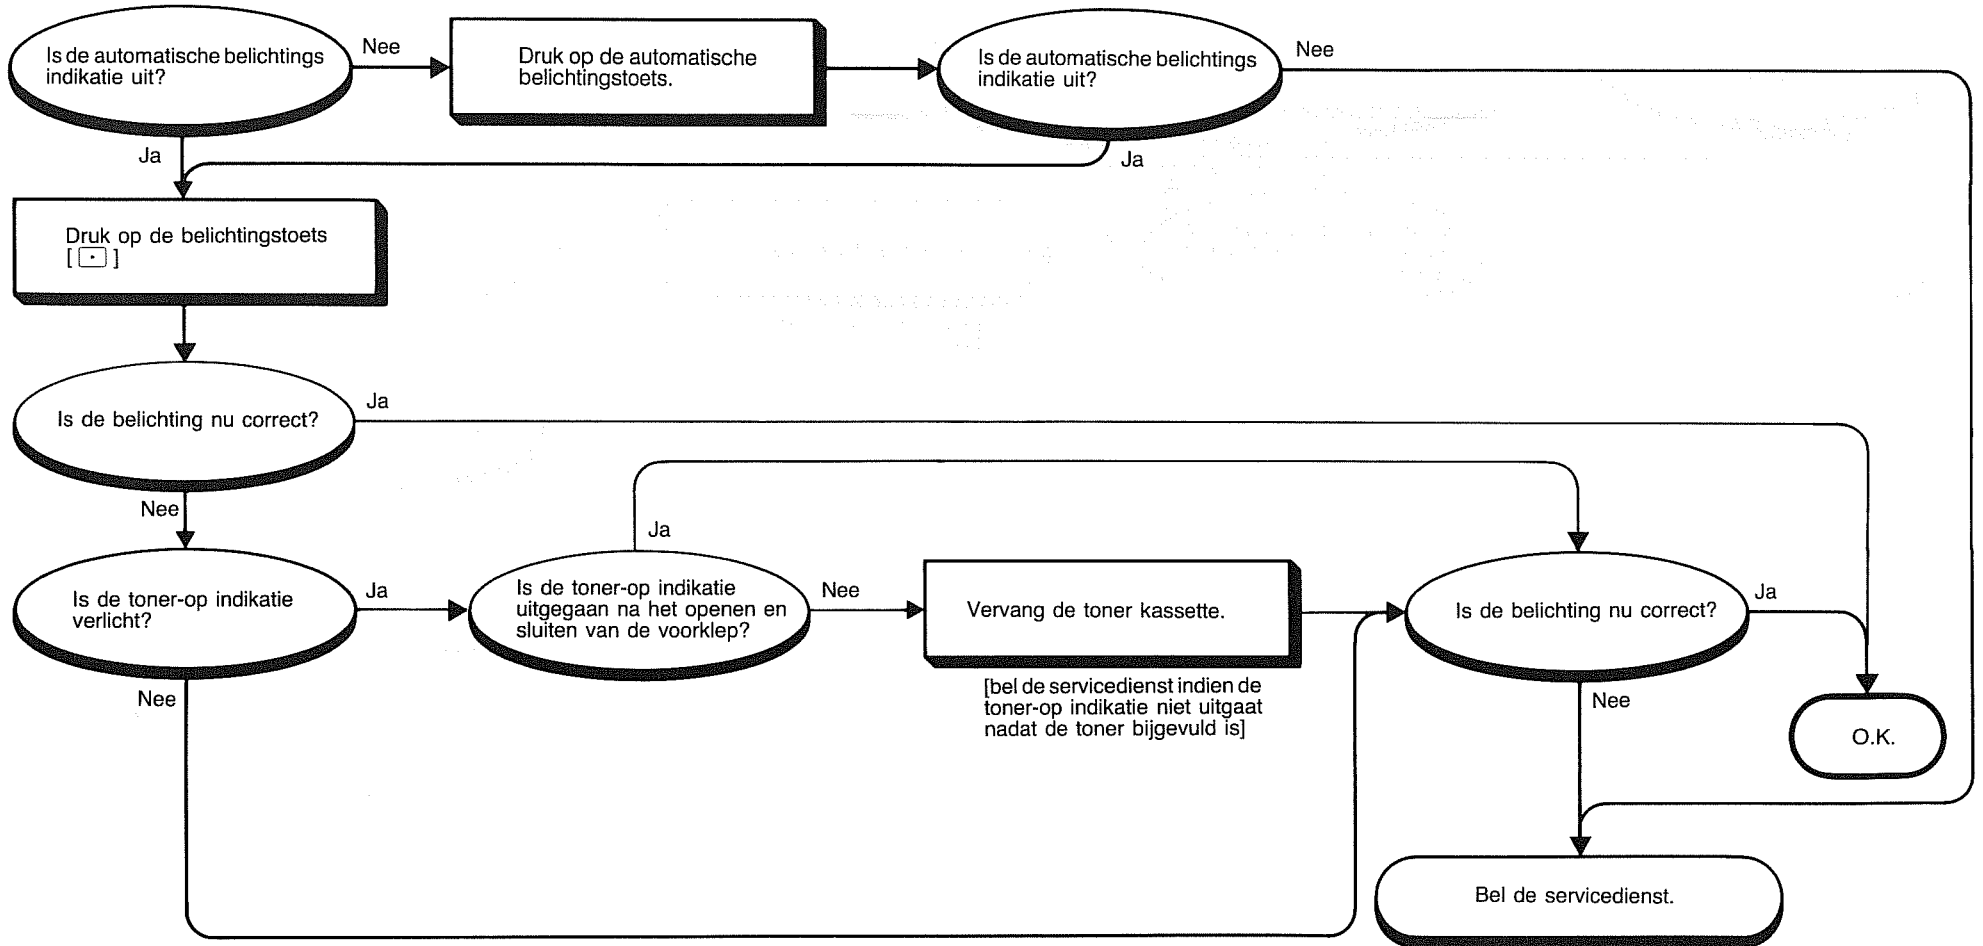 Is de automatische belichtings
indikatie uit?
Nee
Druk op de automatische
belichtingstoets.
Is de automatische belichtings
indikatie uit?
Nee
Ja
Ja
Druk op de belichtingstoets
[ ⊡ ]
Is de belichting nu correct?
Ja
Nee
Is de toner-op indikatie
verlicht?
Ja
Nee
Is de toner-op indikatie
uitgegaan na het openen en
sluiten van de voorklep?
Ja
Nee
Vervang de toner kassette.
[bel de servicedienst indien de
toner-op indikatie niet uitgaat
nadat de toner bijgevuld is]
Is de belichting nu correct?
Ja
Nee
O.K.
Bel de servicedienst.